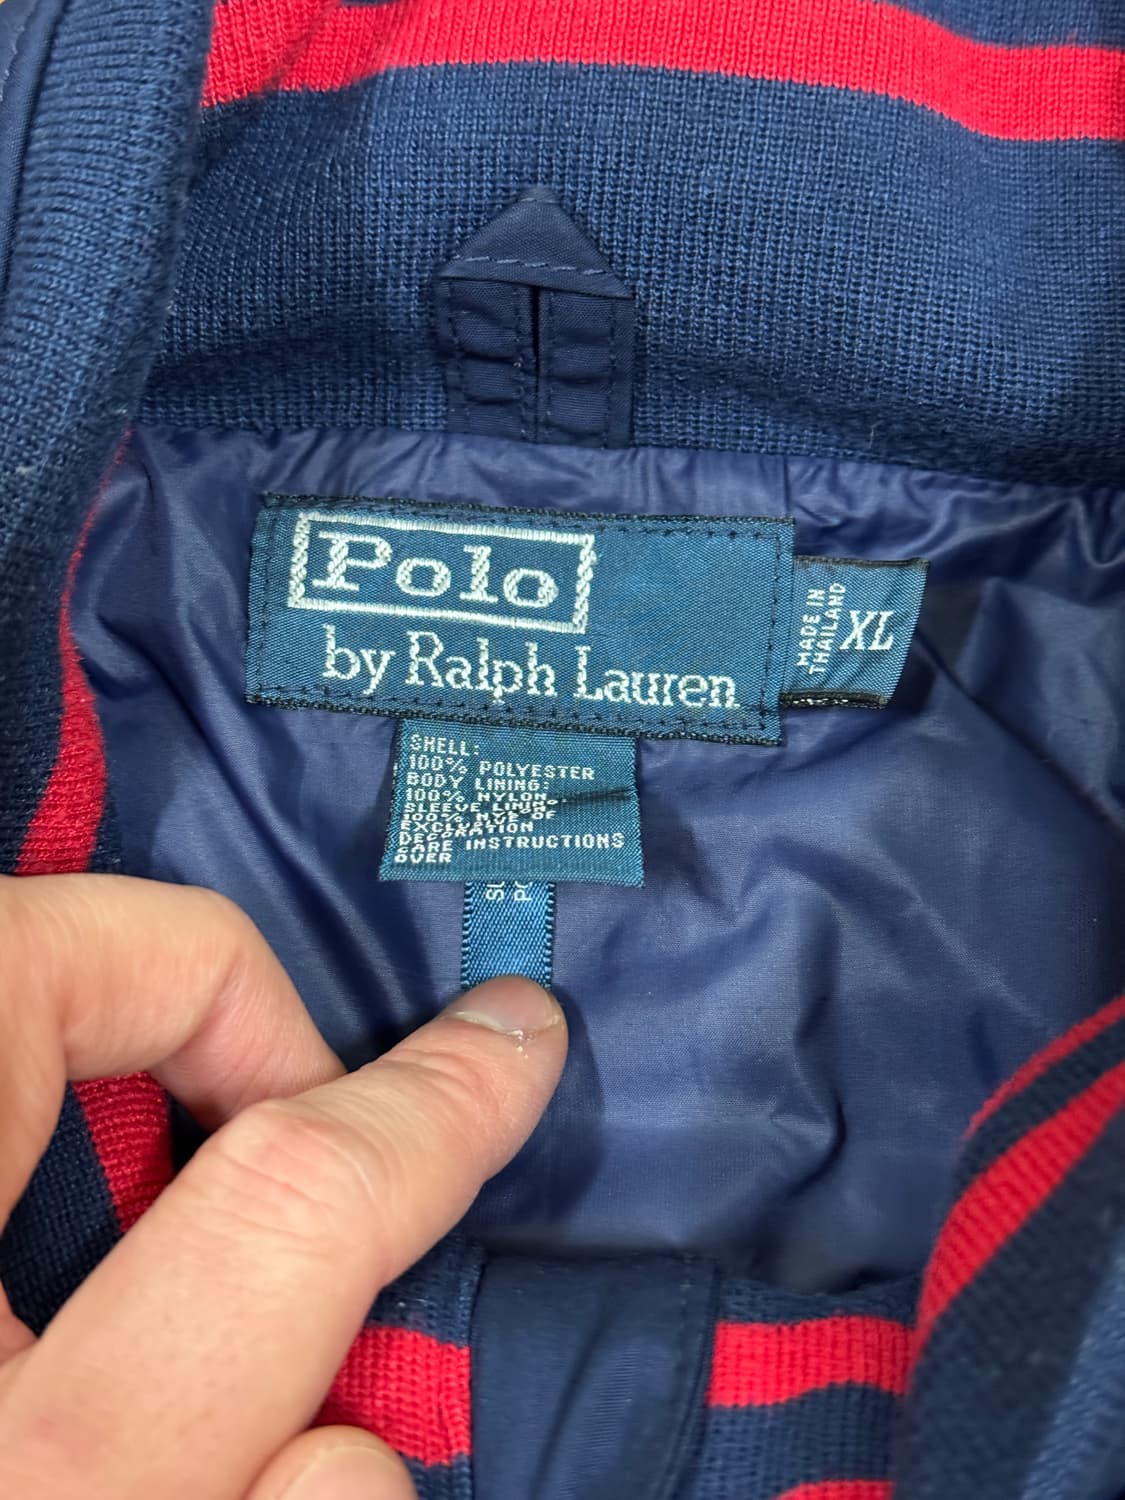 Polo
by Ralph Lauren
MADE IN
THAILAND
XL
SHELL:
100% POLYESTER
BODY LINING:
100% NYLON
SLEEVE LINING
100%
EXCLUSIVE OF
DECORATION
CARE INSTRUCTIONS
OVER